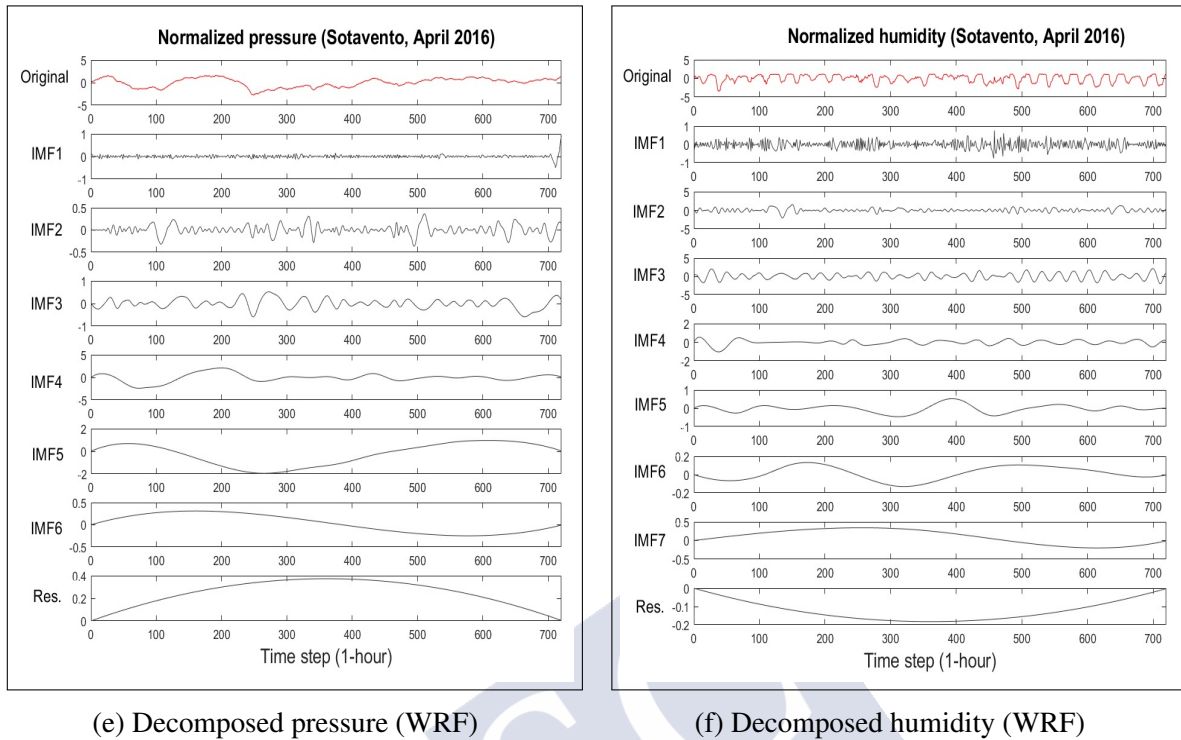 Normalized pressure (Sotavento, April 2016)
Original
5
0
-5
0 100 200 300 400 500 600 700
IMF1
1
0
-1
0 100 200 300 400 500 600 700
IMF2
0.5
0
-0.5
0 100 200 300 400 500 600 700
IMF3
1
0
-1
0 100 200 300 400 500 600 700
IMF4
5
0
-5
0 100 200 300 400 500 600 700
IMF5
2
0
-2
0 100 200 300 400 500 600 700
IMF6
0.5
0
-0.5
0 100 200 300 400 500 600 700
Res.
0.4
0.2
0
0 100 200 300 400 500 600 700
Time step (1-hour)
(e) Decomposed pressure (WRF)
Normalized humidity (Sotavento, April 2016)
Original
5
0
-5
0 100 200 300 400 500 600 700
IMF1
1
0
-1
0 100 200 300 400 500 600 700
IMF2
5
0
-5
0 100 200 300 400 500 600 700
IMF3
5
0
-5
0 100 200 300 400 500 600 700
IMF4
2
0
-2
0 100 200 300 400 500 600 700
IMF5
1
0
-1
0 100 200 300 400 500 600 700
IMF6
0.2
0
-0.2
0 100 200 300 400 500 600 700
IMF7
0.5
0
-0.5
0 100 200 300 400 500 600 700
Res.
0
-0.1
-0.2
0 100 200 300 400 500 600 700
Time step (1-hour)
(f) Decomposed humidity (WRF)